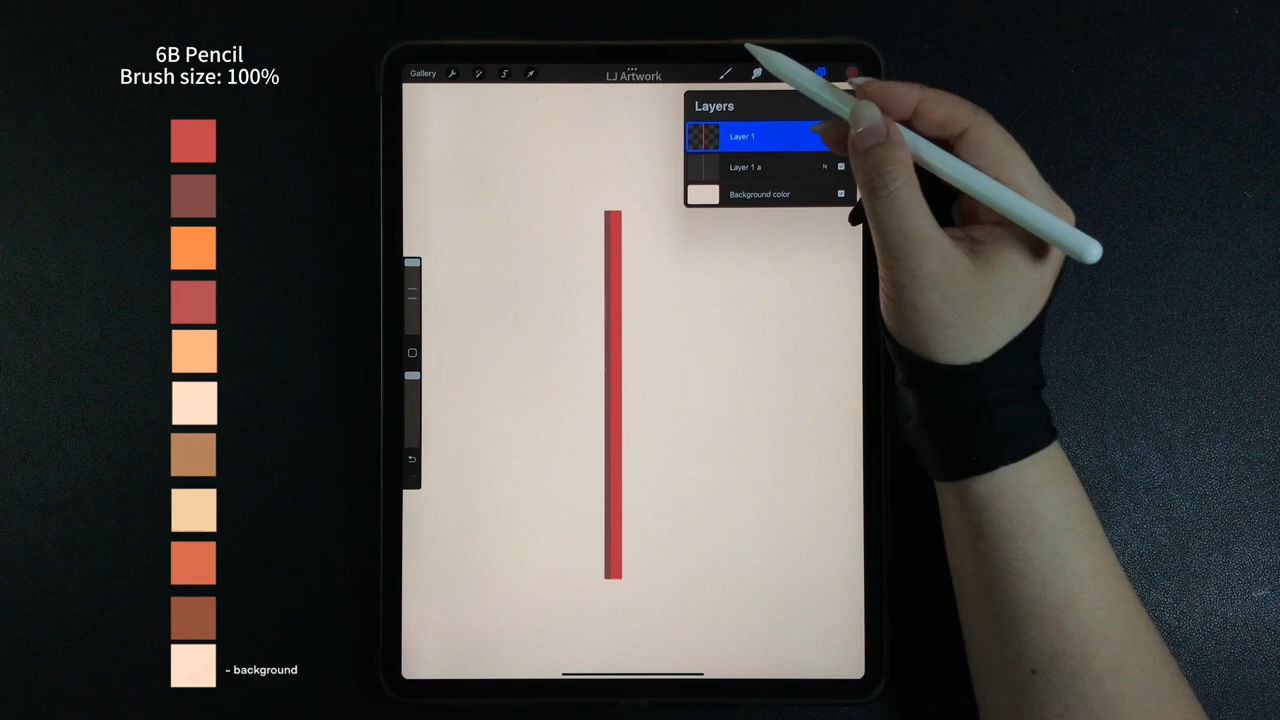 6B Pencil
Brush size: 100%
Gallery
LJ Artwork
Layers
Layer 1
Layer 1 a N
Background color
- background